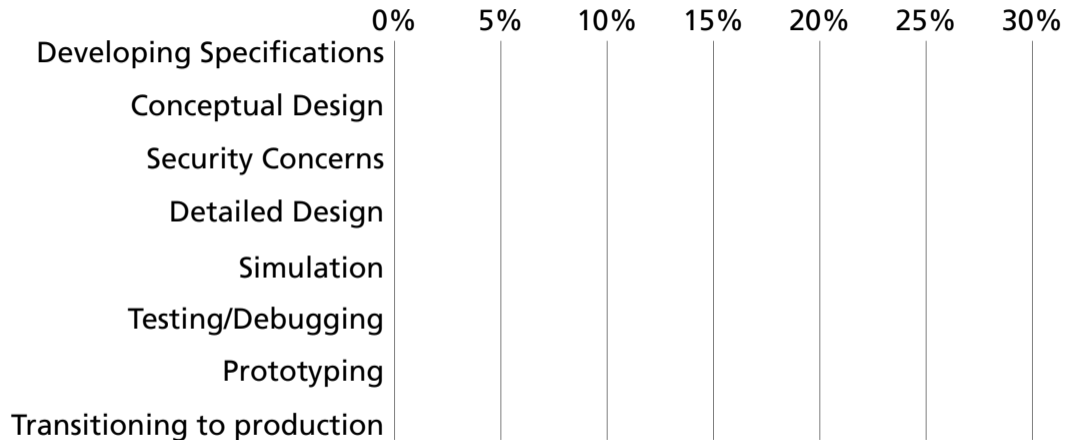 0% 5% 10% 15% 20% 25% 30%
Developing Specifications
Conceptual Design
Security Concerns
Detailed Design
Simulation
Testing/Debugging
Prototyping
Transitioning to production